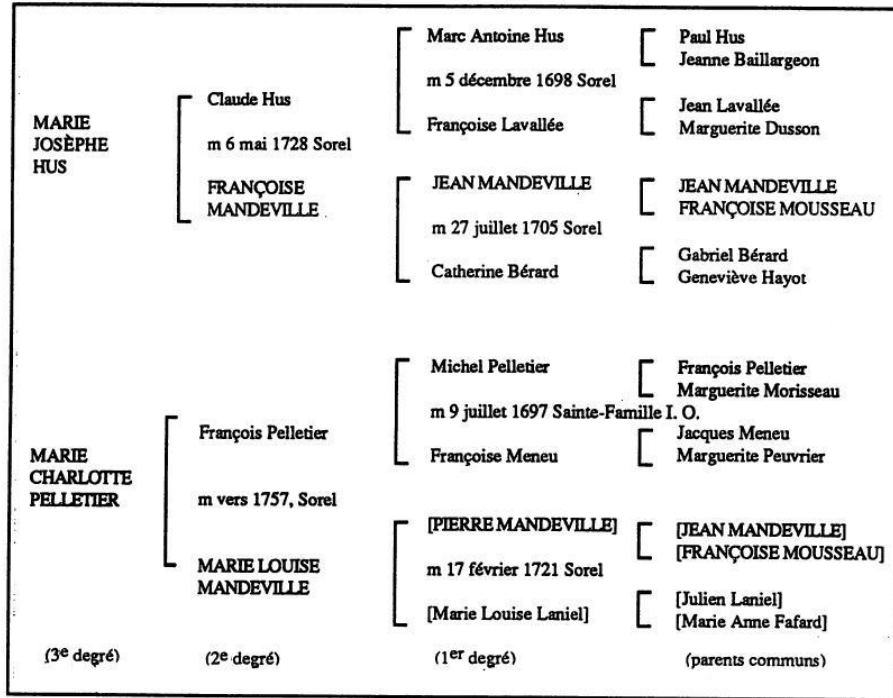 MARIE
JOSÈPHE
HUS
Claude Hus
m 6 mai 1728 Sorel
FRANÇOISE
MANDEVILLE
Marc Antoine Hus
m 5 décembre 1698 Sorel
Françoise Lavallée
JEAN MANDEVILLE
m 27 juillet 1705 Sorel
Catherine Bérard
Paul Hus
Jeanne Baillargeon
Jean Lavallée
Marguerite Dusson
JEAN MANDEVILLE
FRANÇOISE MOUSSEAU
Gabriel Bérard
Geneviève Hayot
MARIE
CHARLOTTE
PELLETIER
François Pelletier
m vers 1757, Sorel
MARIE LOUISE
MANDEVILLE
Michel Pelletier
m 9 juillet 1697 Sainte-Famille I. O.
Françoise Meneu
[PIERRE MANDEVILLE]
m 17 février 1721 Sorel
[Marie Louise Laniel]
François Pelletier
Marguerite Morisseau
Jacques Meneu
Marguerite Peuvrier
[JEAN MANDEVILLE]
[FRANÇOISE MOUSSEAU]
[Julien Laniel]
[Marie Anne Fafard]
(3e degré) (2e degré) (1er degré) (parents communs)